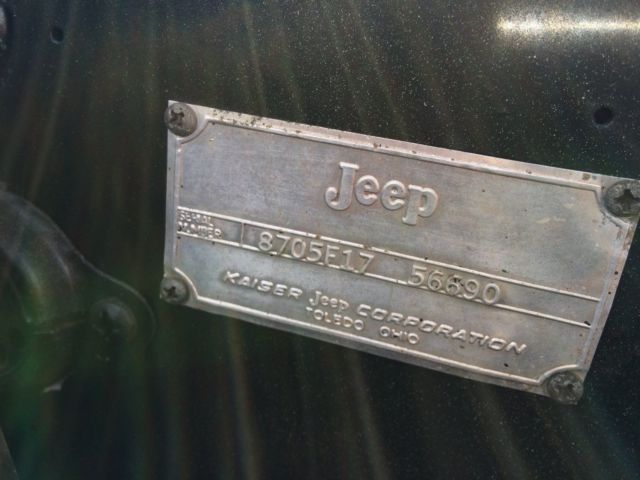 Jeep
SERIAL
NUMBER
8705F17 56690
KAISER Jeep CORPORATION
TOLEDO OHIO